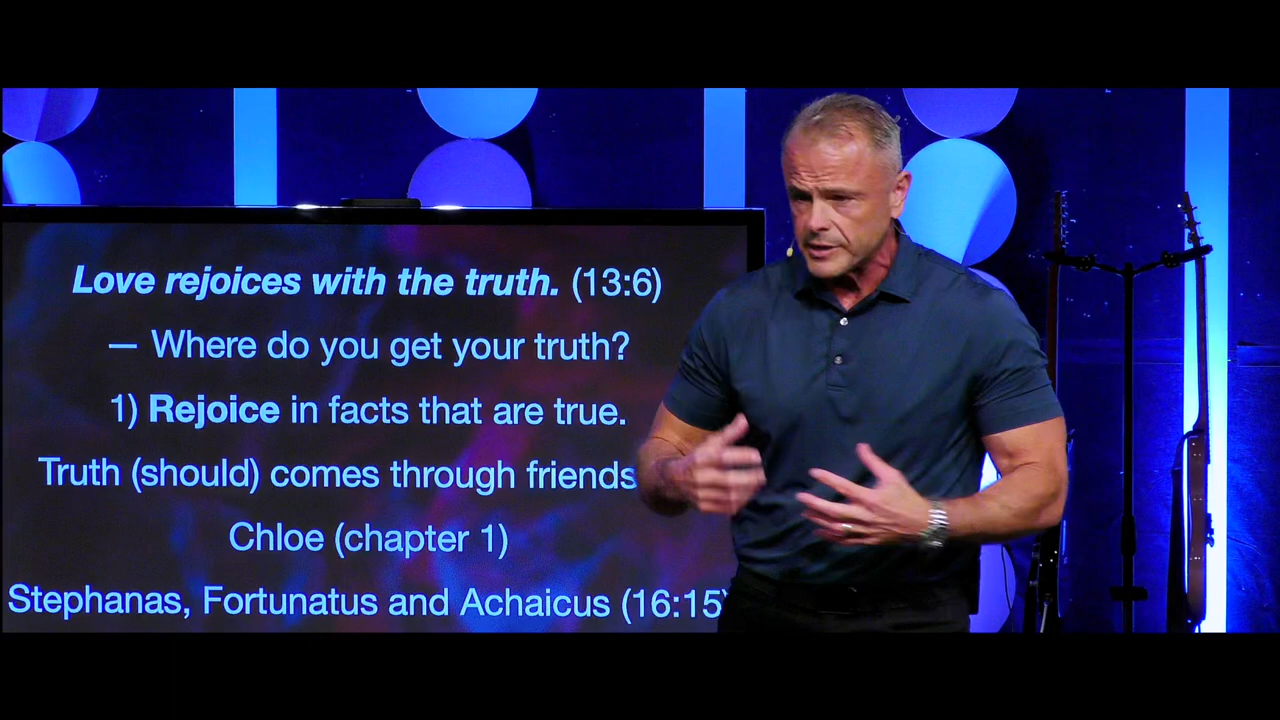 Love rejoices with the truth. (13:6)
— Where do you get your truth?
1) Rejoice in facts that are true.
Truth (should) comes through friends
Chloe (chapter 1)
Stephanas, Fortunatus and Achaicus (16:15)